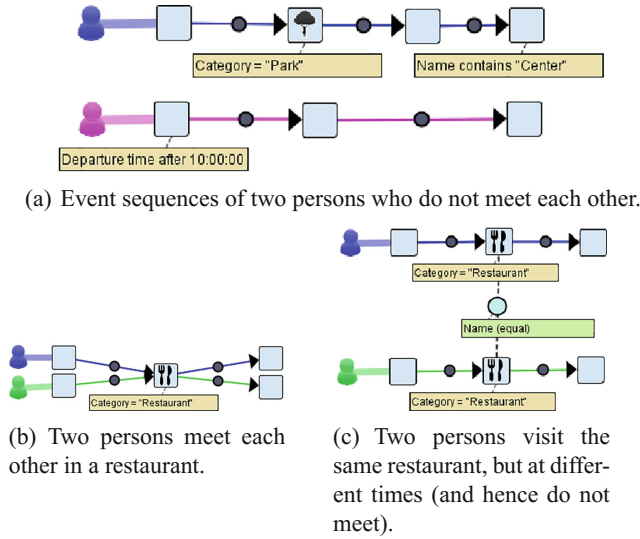 Category = "Park"
Name contains "Center"
Departure time after 10:00:00
(a) Event sequences of two persons who do not meet each other.
Category = "Restaurant"
Name (equal)
Category = "Restaurant"
Category = "Restaurant"
(b) Two persons meet each
other in a restaurant.
(c) Two persons visit the
same restaurant, but at differ-
ent times (and hence do not
meet).